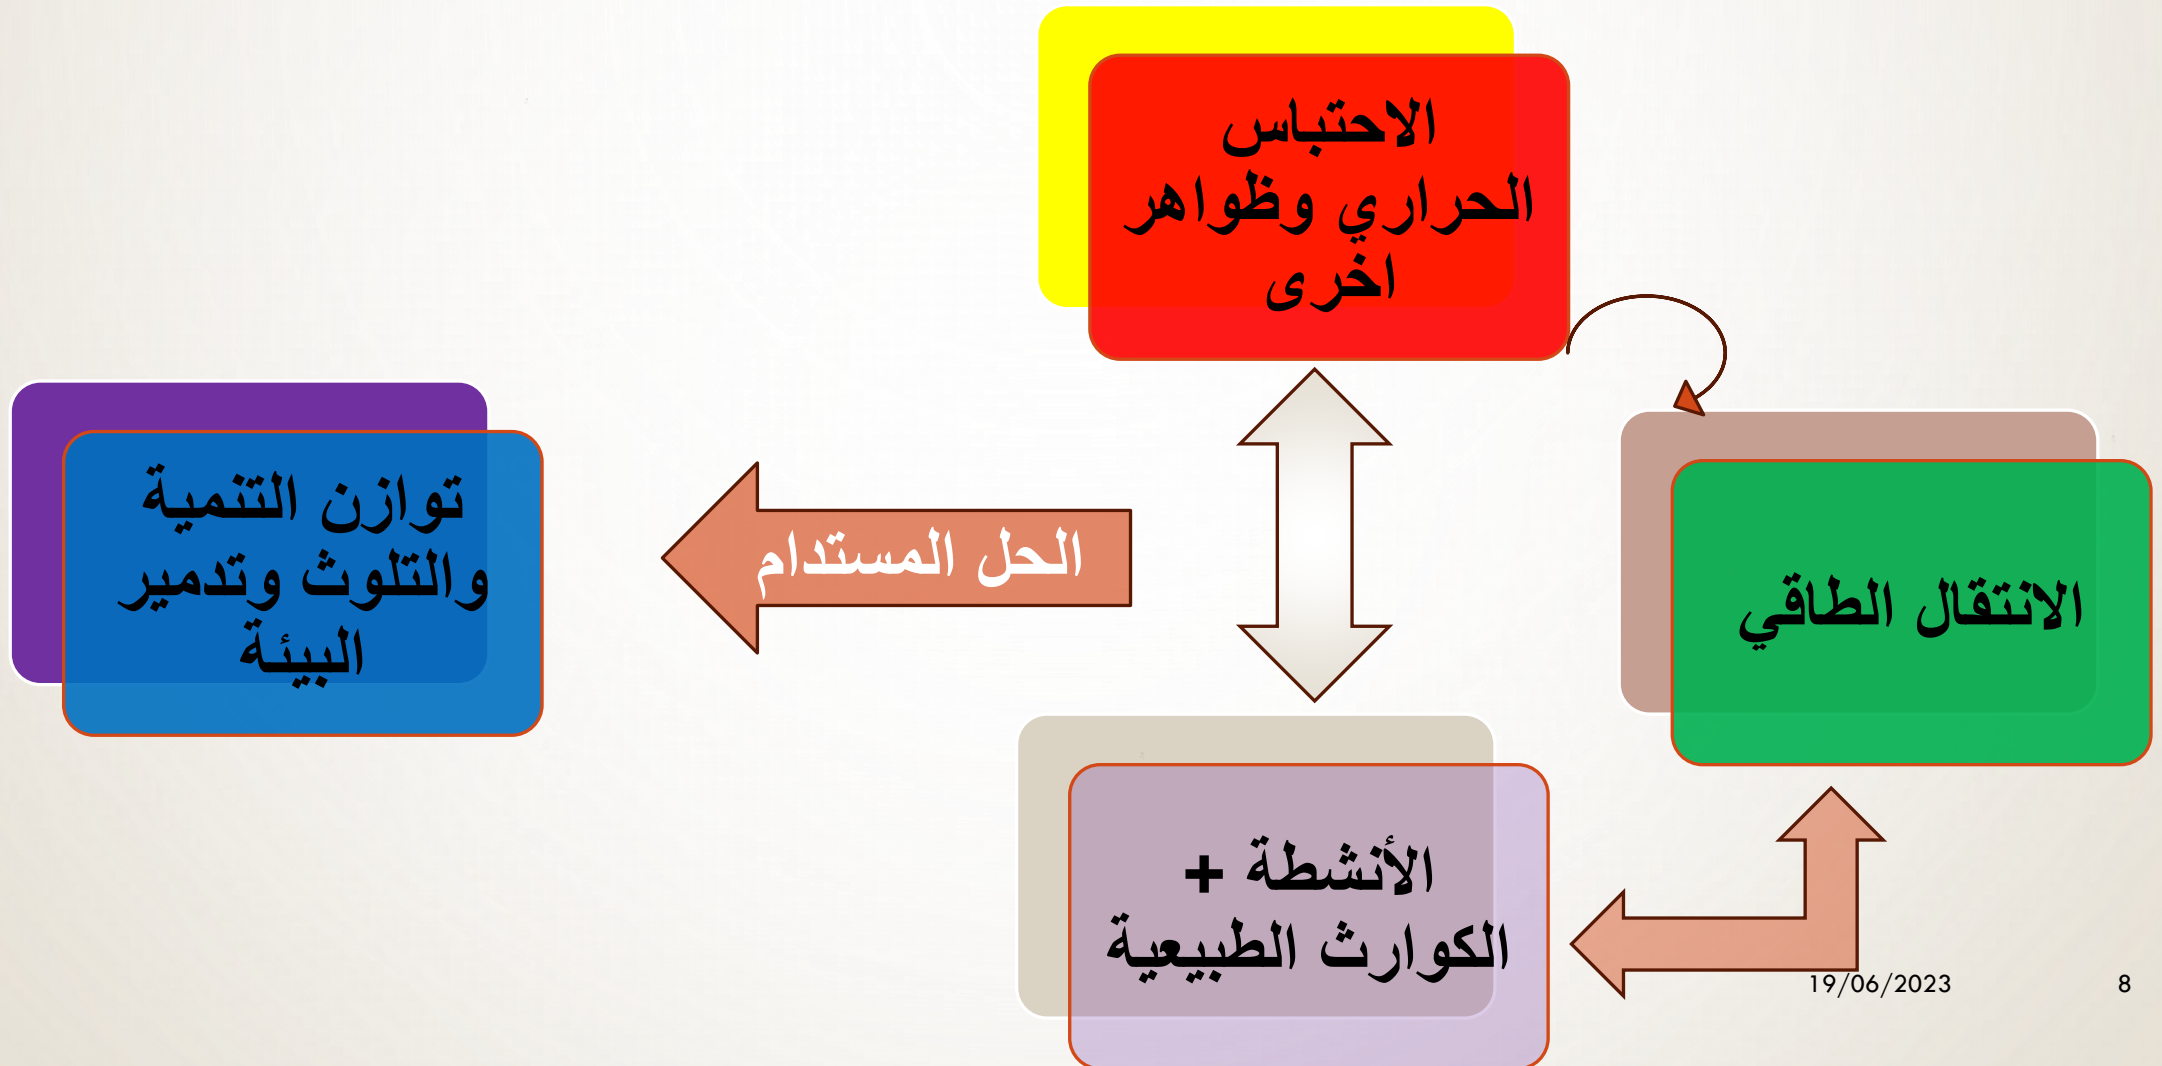 الاحتباس
الحراري وظواهر
اخرى
الانتقال الطاقي
الحل المستدام
توازن التنمية
والتلوث وتدمير
البيئة
الأنشطة +
الكوارث الطبيعية
19/06/2023
8